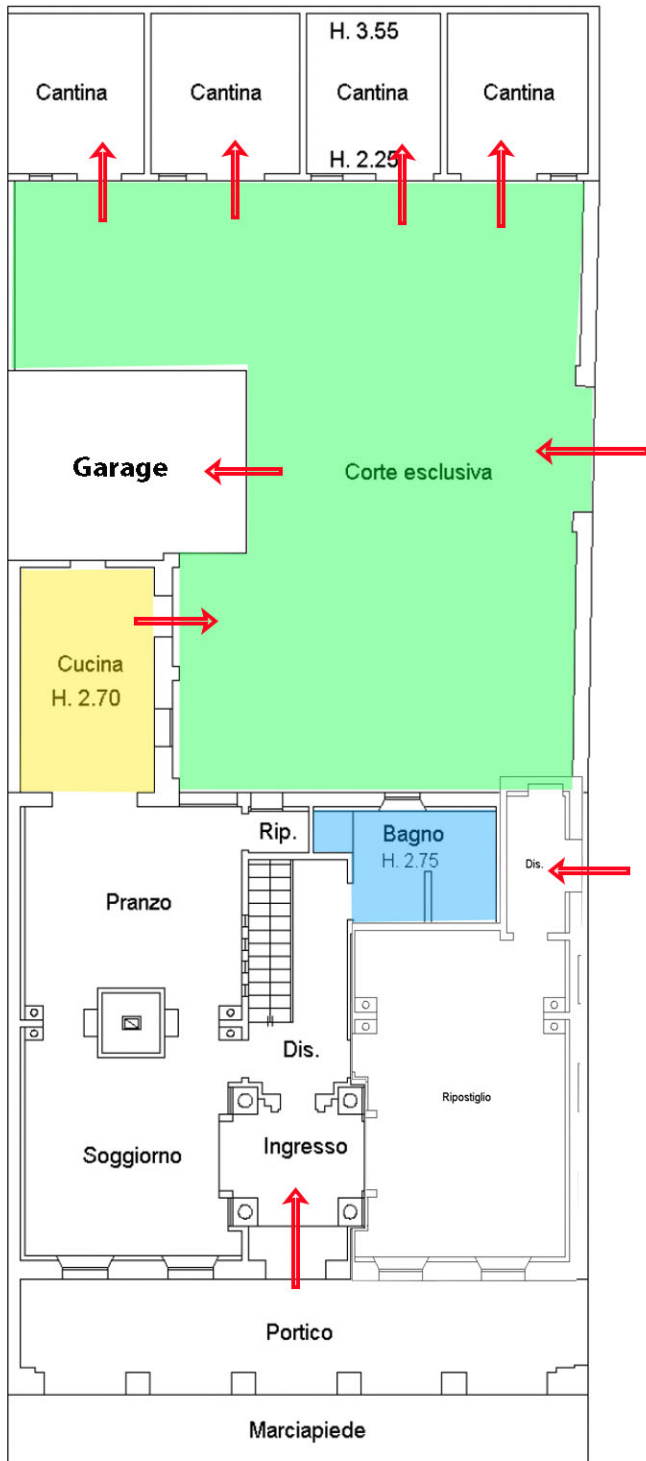 H. 3.55
Cantina
Cantina
Cantina
Cantina
H. 2.25
Garage
Corte esclusiva
Cucina
H. 2.70
Rip.
Bagno
H. 2.75
Dis.
Pranzo
Dis.
Ripostiglio
Soggiorno
Ingresso
Portico
Marciapiede